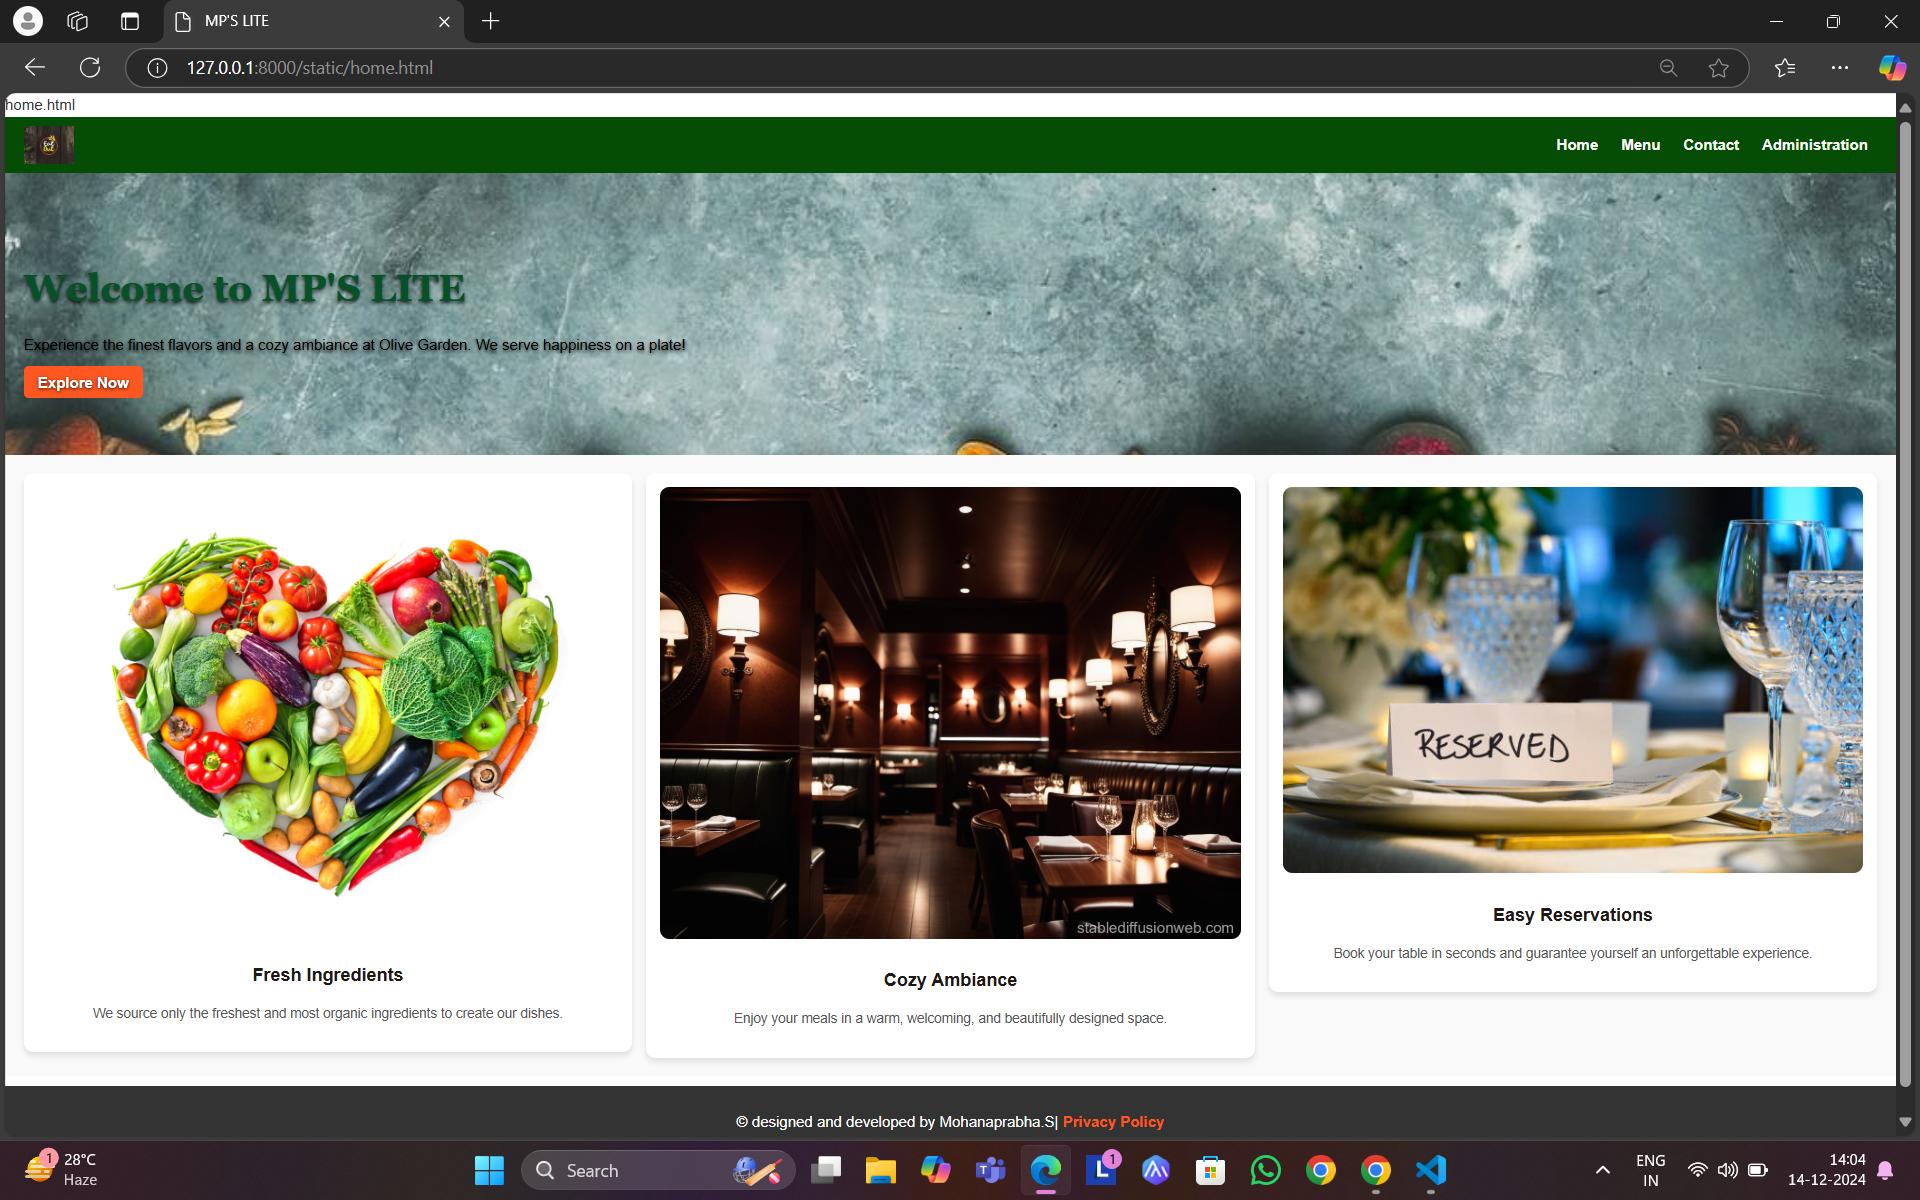 MP'S LITE
127.0.0.1:8000/static/home.html
home.html
Eat Out
Home Menu Contact Administration
Welcome to MP'S LITE
Experience the finest flavors and a cozy ambiance at Olive Garden. We serve happiness on a plate!
Explore Now
RESERVED
stablediffusionweb.com
Easy Reservations
Book your table in seconds and guarantee yourself an unforgettable experience.
Fresh Ingredients
We source only the freshest and most organic ingredients to create our dishes.
Cozy Ambiance
Enjoy your meals in a warm, welcoming, and beautifully designed space.
© designed and developed by Mohanaprabha.S| Privacy Policy
1
28°C
Haze
Search
L
1
ENG
IN
14:04
14-12-2024